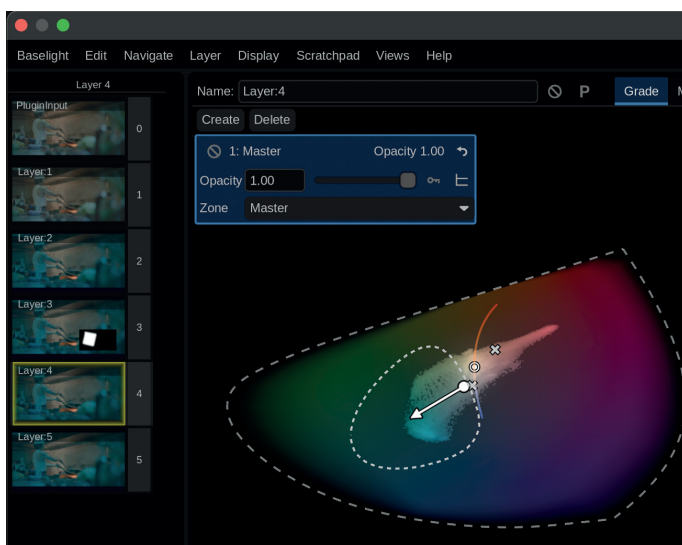 Baselight Edit Navigate Layer Display Scratchpad Views Help
Layer 4
PluginInput
0
Layer:1
1
Layer:2
2
Layer:3
3
Layer:4
4
Layer:5
5
Name: Layer:4 P Grade
Create Delete
1: Master Opacity 1.00
Opacity 1.00
Zone Master